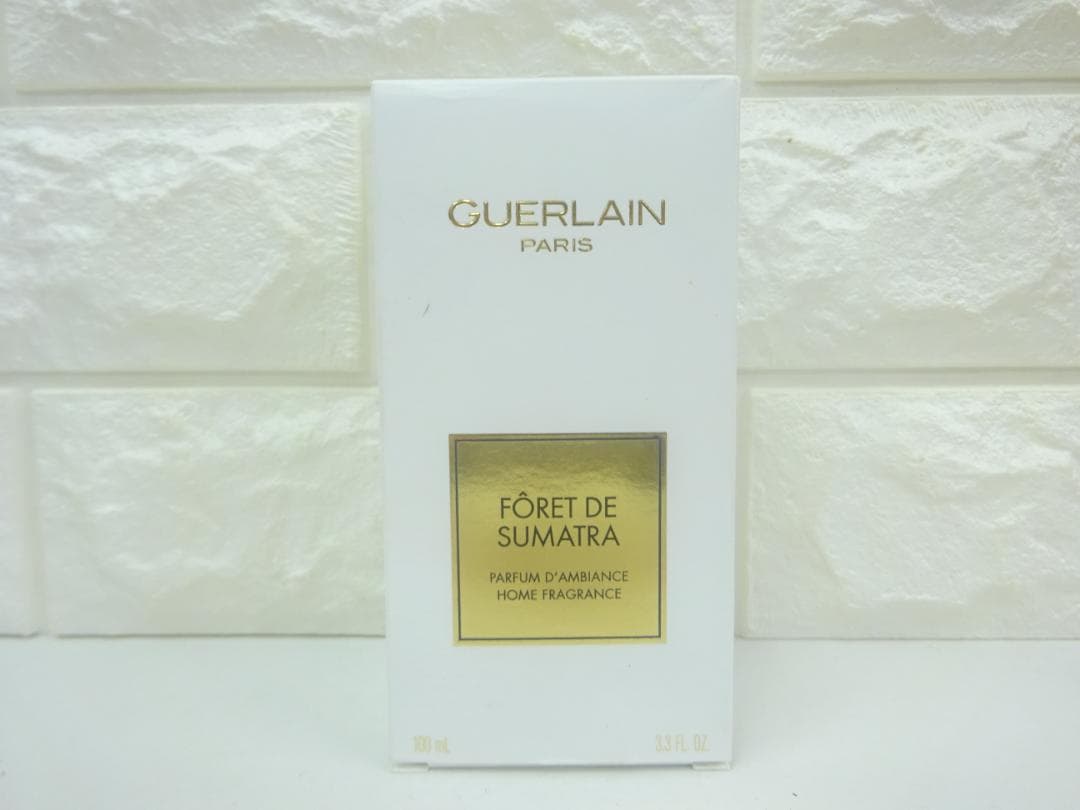 GUERLAIN
PARIS
FÔRET DE
SUMATRA
PARFUM D'AMBIANCE
HOME FRAGRANCE
100 mL 3.3 FL. OZ.